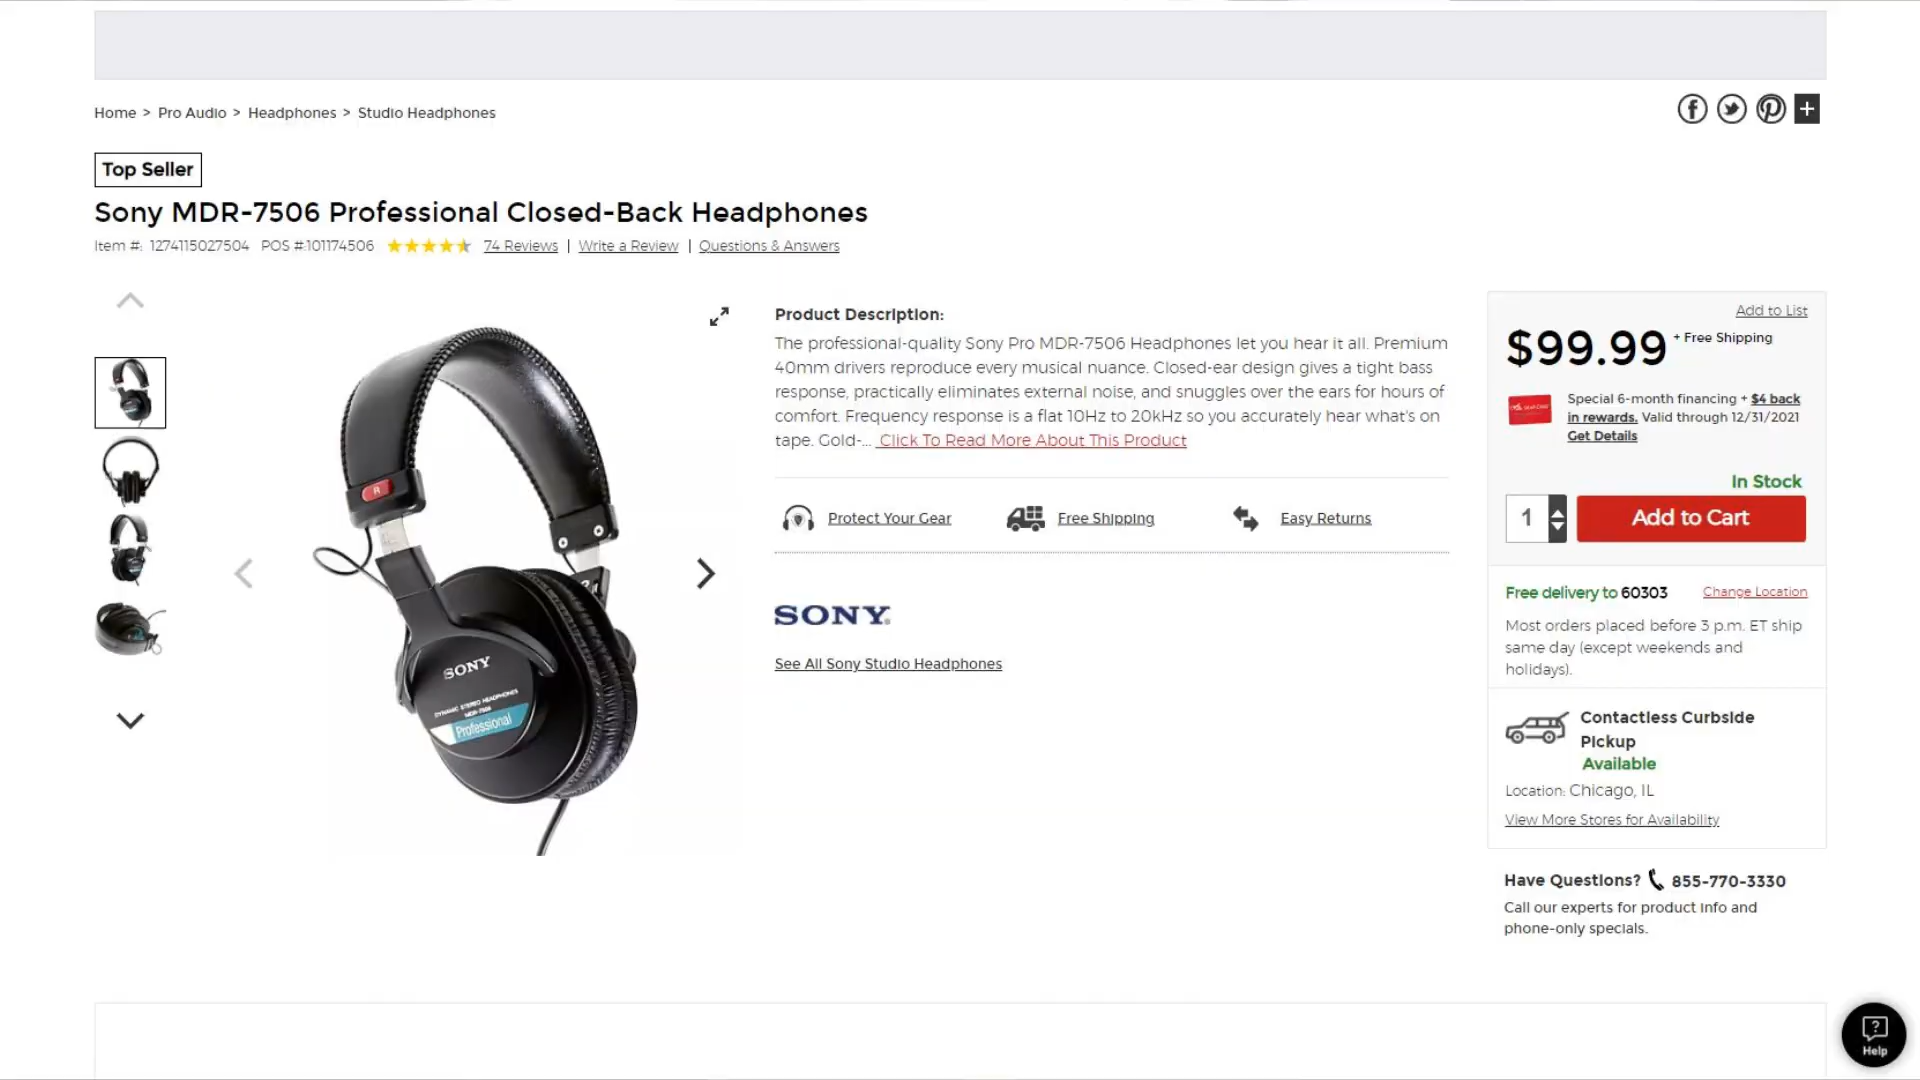 Home > Pro Audio > Headphones > Studio Headphones
Top Seller
Sony MDR-7506 Professional Closed-Back Headphones
Item #: 1274115027504 POS #:101174506 74 Reviews | Write a Review | Questions & Answers
R
SONY
DYNAMIC STEREO HEADPHONES
MDR-7506
Professional
Product Description:
The professional-quality Sony Pro MDR-7506 Headphones let you hear it all. Premium
40mm drivers reproduce every musical nuance. Closed-ear design gives a tight bass
response, practically eliminates external noise, and snuggles over the ears for hours of
comfort. Frequency response is a flat 10Hz to 20kHz so you accurately hear what's on
tape. Gold-... Click To Read More About This Product
Protect Your Gear
Free Shipping
Easy Returns
SONY®
See All Sony Studio Headphones
Add to List
$99.99 + Free Shipping
Special 6-month financing + $4 back
in rewards. Valid through 12/31/2021
Get Details
In Stock
1
Add to Cart
Free delivery to 60303 Change Location
Most orders placed before 3 p.m. ET ship
same day (except weekends and
holidays).
Contactless Curbside
Pickup
Available
Location: Chicago, IL
View More Stores for Availability
Have Questions? 855-770-3330
Call our experts for product info and
phone-only specials.
Help